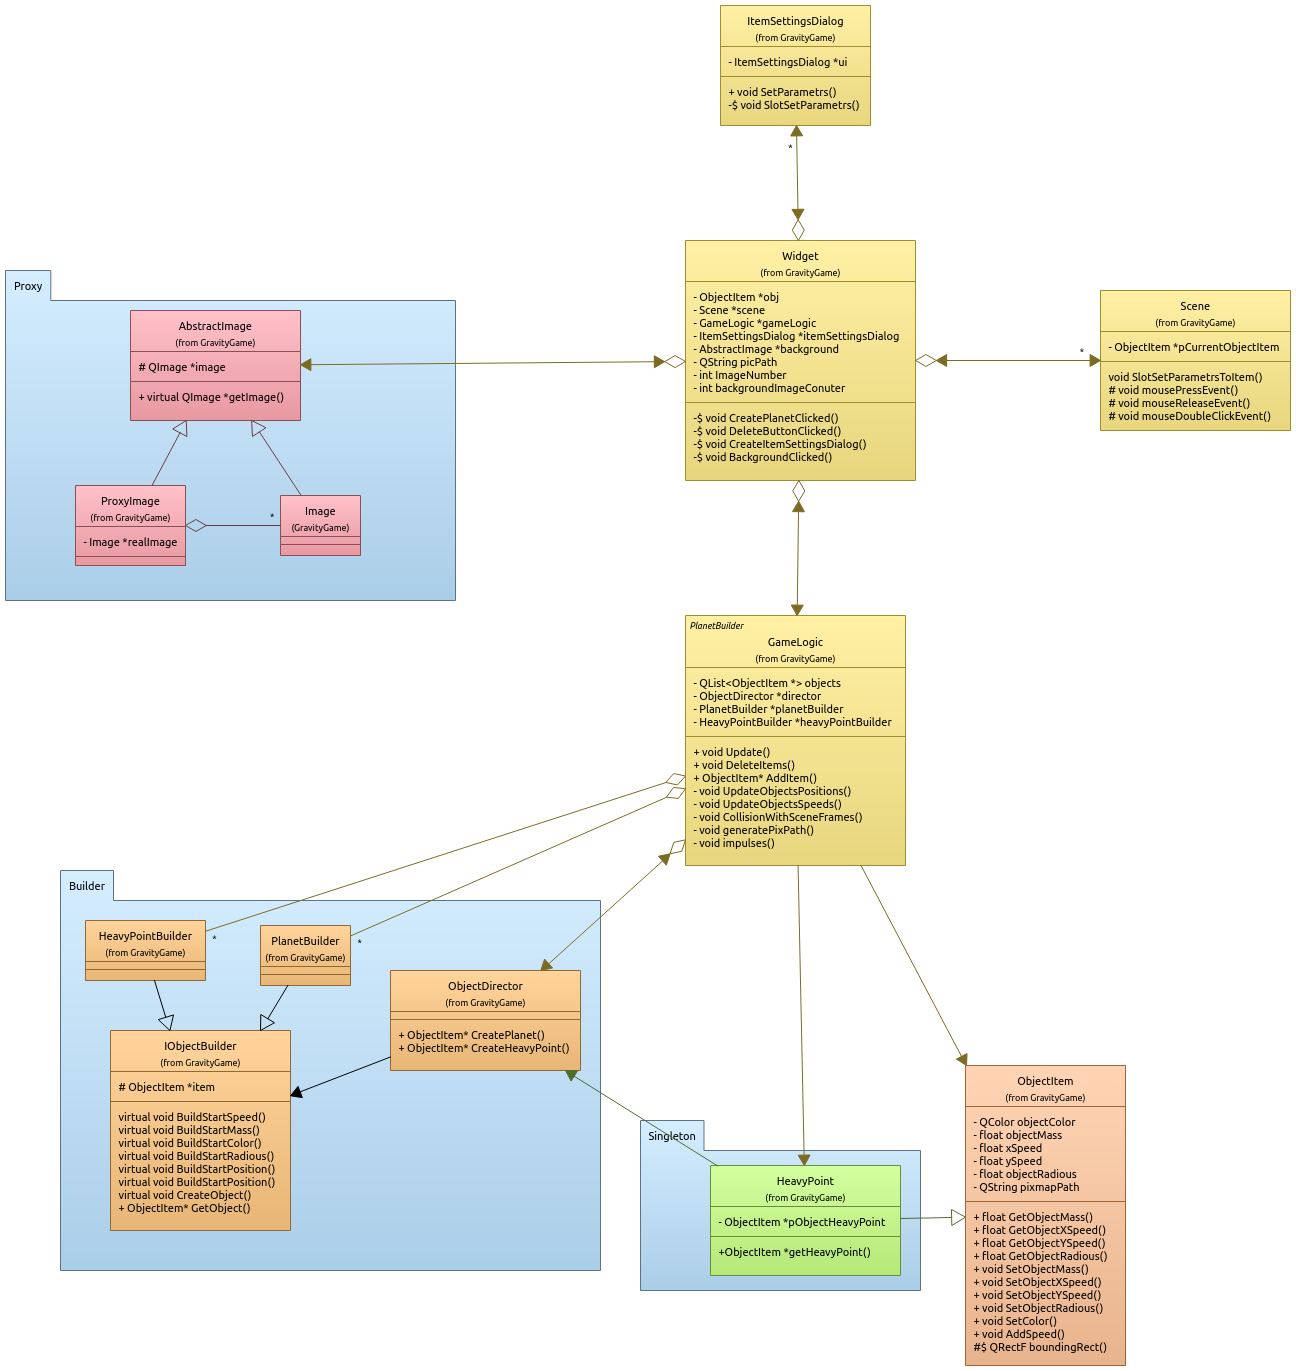 ItemSettingsDialog
(from GravityGame)
- ItemSettingsDialog *ui
+ void SetParametrs()
-$ void SlotSetParametrs()
*
Widget
(from GravityGame)
- ObjectItem *obj
- Scene *scene
- GameLogic *gameLogic
- ItemSettingsDialog *itemSettingsDialog
- AbstractImage *background
- QString picPath
- int ImageNumber
- int backgroundImageConuter
-$ void CreatePlanetClicked()
-$ void DeleteButtonClicked()
-$ void CreateItemSettingsDialog()
-$ void BackgroundClicked()
*
Scene
(from GravityGame)
- ObjectItem *pCurrentObjectItem
void SlotSetParametrsToItem()
# void mousePressEvent()
# void mouseReleaseEvent()
# void mouseDoubleClickEvent()
Proxy
AbstractImage
(from GravityGame)
# QImage *image
+ virtual QImage *getImage()
ProxyImage
(from GravityGame)
- Image *realImage
*
Image
(GravityGame)
PlanetBuilder
GameLogic
(from GravityGame)
- QList<ObjectItem *> objects
- ObjectDirector *director
- PlanetBuilder *planetBuilder
- HeavyPointBuilder *heavyPointBuilder
+ void Update()
+ void DeleteItems()
+ ObjectItem* AddItem()
- void UpdateObjectsPositions()
- void UpdateObjectsSpeeds()
- void CollisionWithSceneFrames()
- void generatePixPath()
- void impulses()
Builder
HeavyPointBuilder
(from GravityGame)
*
PlanetBuilder
(from GravityGame)
*
ObjectDirector
(from GravityGame)
+ ObjectItem* CreatePlanet()
+ ObjectItem* CreateHeavyPoint()
IObjectBuilder
(from GravityGame)
# ObjectItem *item
virtual void BuildStartSpeed()
virtual void BuildStartMass()
virtual void BuildStartColor()
virtual void BuildStartRadious()
virtual void BuildStartPosition()
virtual void BuildStartPosition()
virtual void CreateObject()
+ ObjectItem* GetObject()
Singleton
HeavyPoint
(from GravityGame)
- ObjectItem *pObjectHeavyPoint
+ObjectItem *getHeavyPoint()
ObjectItem
(from GravityGame)
- QColor objectColor
- float objectMass
- float xSpeed
- float ySpeed
- float objectRadious
- QString pixmapPath
+ float GetObjectMass()
+ float GetObjectXSpeed()
+ float GetObjectYSpeed()
+ float GetObjectRadious()
+ void SetObjectMass()
+ void SetObjectXSpeed()
+ void SetObjectYSpeed()
+ void SetObjectRadious()
+ void SetColor()
+ void AddSpeed()
#$ QRectF boundingRect()